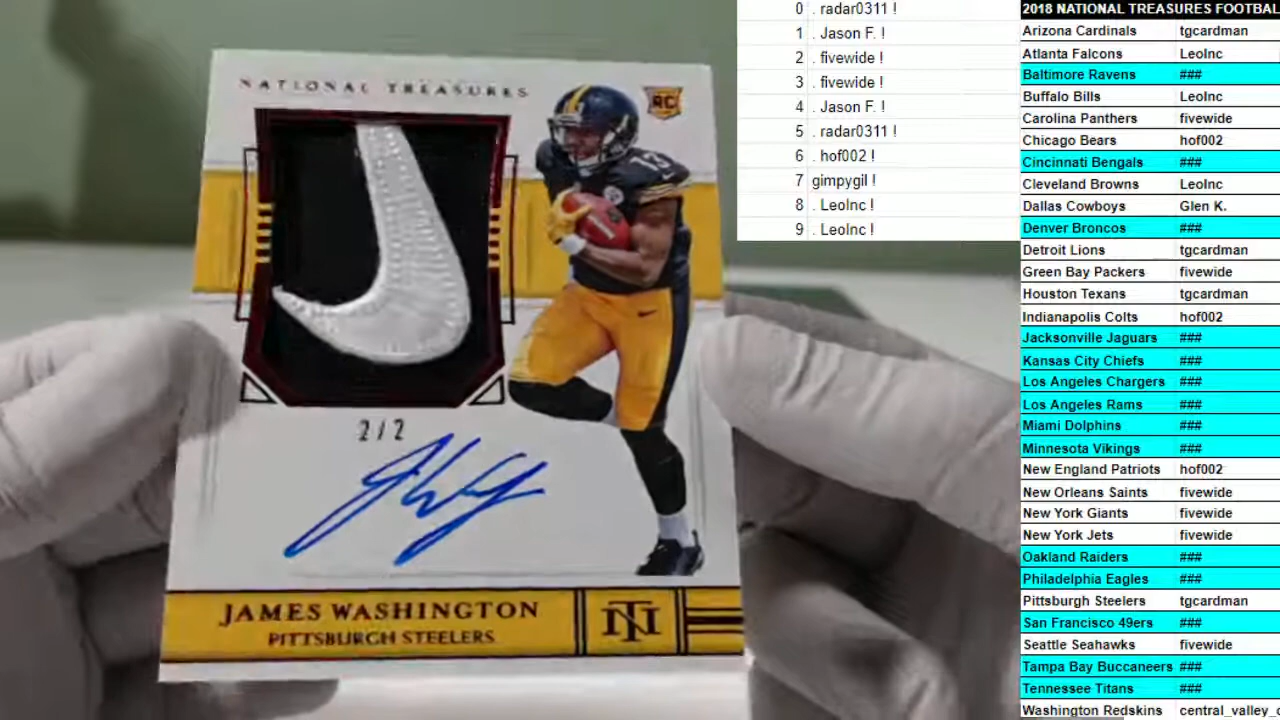 NATIONAL TREASURES
RC
13
2/2
JAMES WASHINGTON
PITTSBURGH STEELERS
NT
0 . radar0311 !
1 . Jason F. !
2 . fivewide !
3 . fivewide !
4 . Jason F. !
5 . radar0311 !
6 . hof002 !
7 gimpygil !
8 . LeoInc !
9 . LeoInc !
2018 NATIONAL TREASURES FOOTBAL
Arizona Cardinals tgcardman
Atlanta Falcons LeoInc
Baltimore Ravens ###
Buffalo Bills LeoInc
Carolina Panthers fivewide
Chicago Bears hof002
Cincinnati Bengals ###
Cleveland Browns LeoInc
Dallas Cowboys Glen K.
Denver Broncos ###
Detroit Lions tgcardman
Green Bay Packers fivewide
Houston Texans tgcardman
Indianapolis Colts hof002
Jacksonville Jaguars ###
Kansas City Chiefs ###
Los Angeles Chargers ###
Los Angeles Rams ###
Miami Dolphins ###
Minnesota Vikings ###
New England Patriots hof002
New Orleans Saints fivewide
New York Giants fivewide
New York Jets fivewide
Oakland Raiders ###
Philadelphia Eagles ###
Pittsburgh Steelers tgcardman
San Francisco 49ers ###
Seattle Seahawks fivewide
Tampa Bay Buccaneers ###
Tennessee Titans ###
Washington Redskins central_valley_c